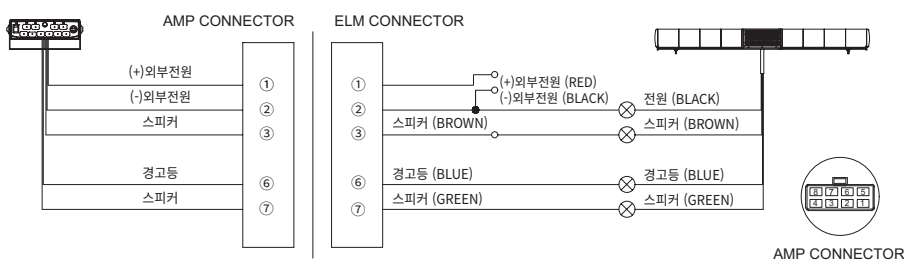 AMP CONNECTOR
ELM CONNECTOR
(+)외부전원
①
①
(+)외부전원 (RED)
(-)외부전원
②
②
(-)외부전원 (BLACK)
전원 (BLACK)
스피커
③
③
스피커 (BROWN)
스피커 (BROWN)
경고등
⑥
⑥
경고등 (BLUE)
경고등 (BLUE)
스피커
⑦
⑦
스피커 (GREEN)
스피커 (GREEN)
8 7 6 5
4 3 2 1
AMP CONNECTOR